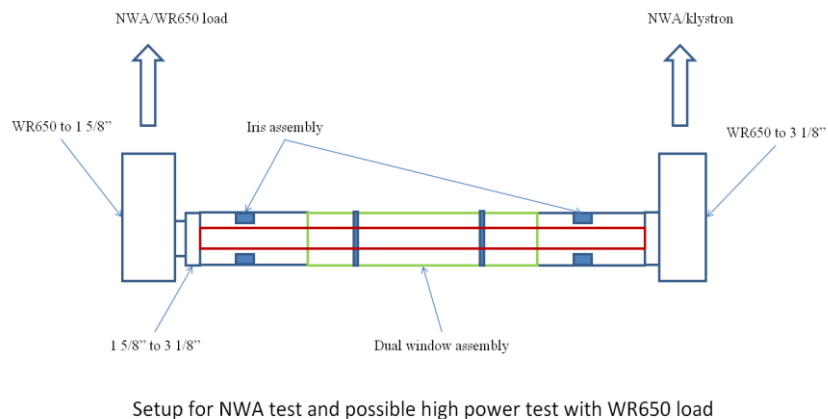 NWA/WR650 load
NWA/klystron
WR650 to 1 5/8”
Iris assembly
WR650 to 3 1/8”
1 5/8” to 3 1/8”
Dual window assembly
Setup for NWA test and possible high power test with WR650 load